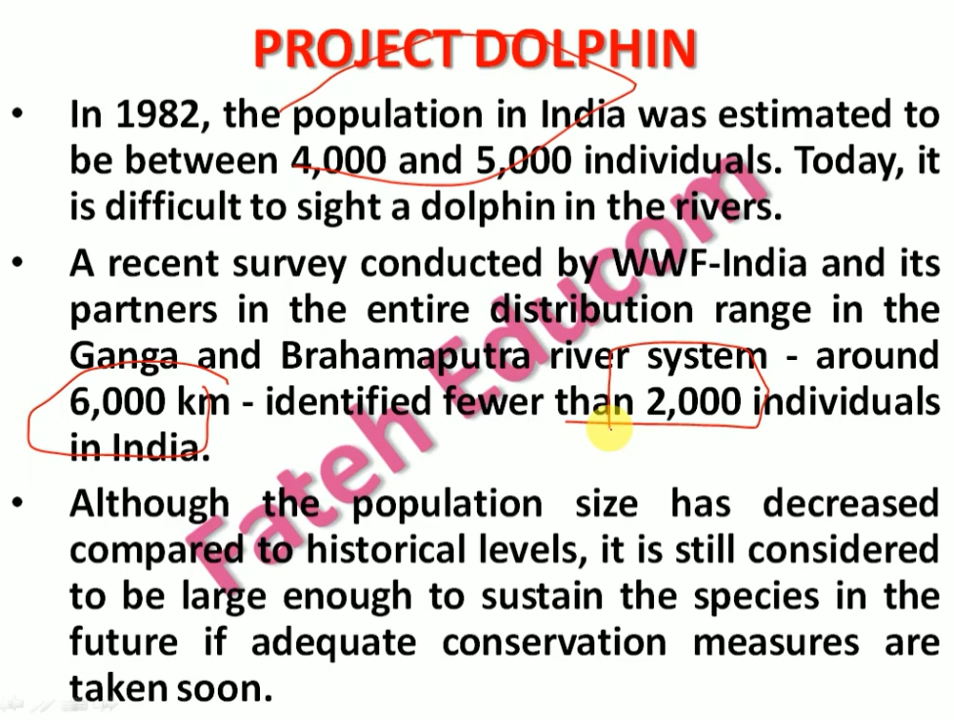 PROJECT DOLPHIN
• In 1982, the population in India was estimated to
be between 4,000 and 5,000 individuals. Today, it
is difficult to sight a dolphin in the rivers.
• A recent survey conducted by WWF-India and its
partners in the entire distribution range in the
Ganga and Brahamaputra river system - around
6,000 km - identified fewer than 2,000 individuals
in India.
• Although the population size has decreased
compared to historical levels, it is still considered
to be large enough to sustain the species in the
future if adequate conservation measures are
taken soon.
Fateh Educom